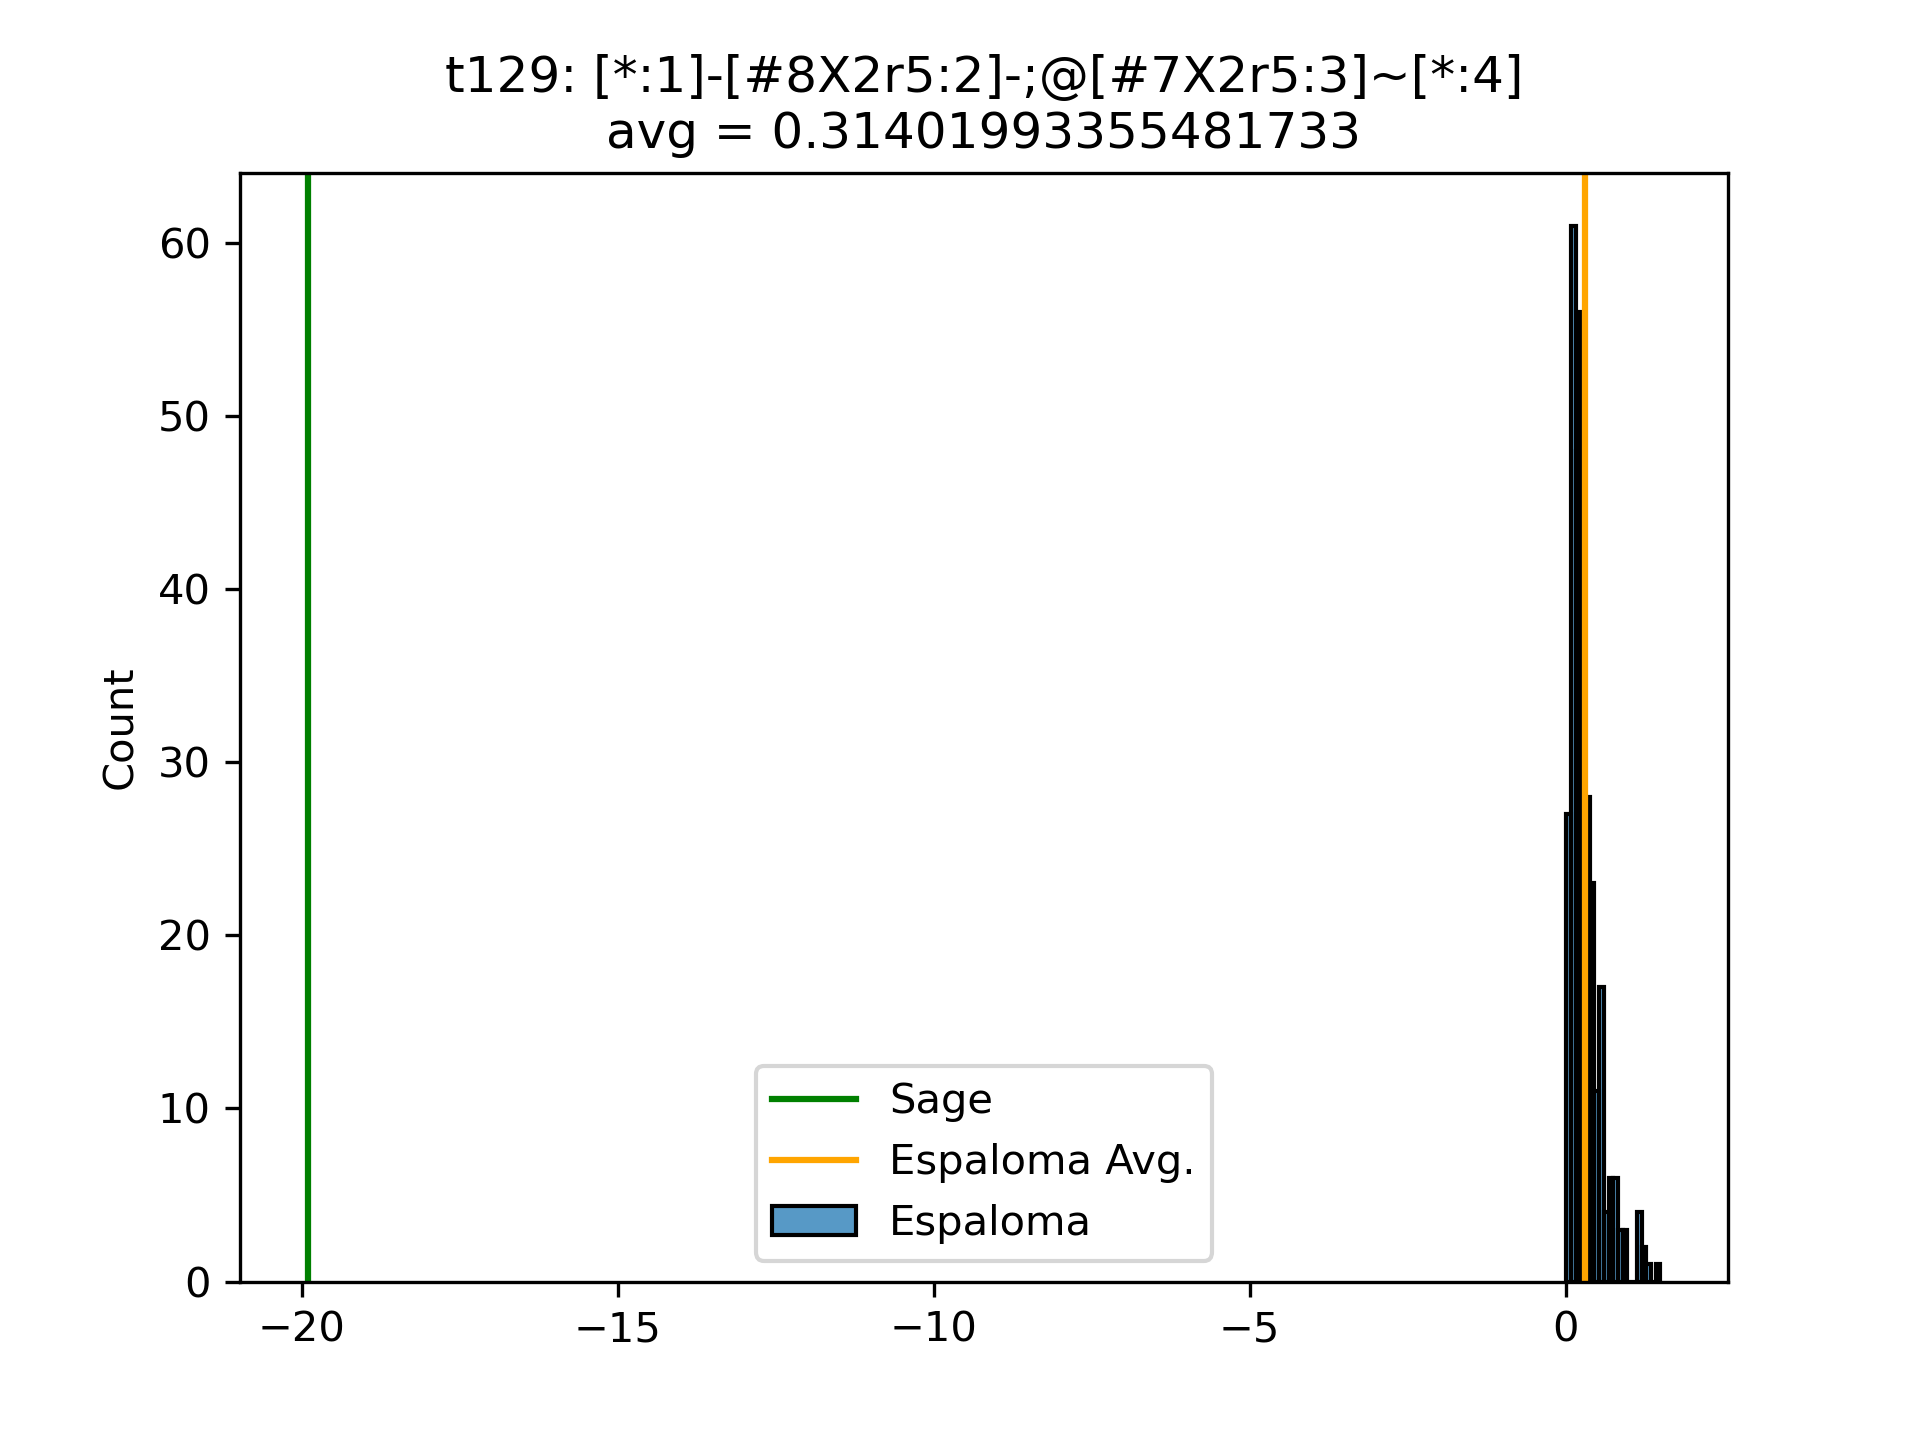 t129: [*:1]-[#8X2r5:2]-;@[#7X2r5:3]~[*:4]
avg = 0.31401993355481733
60
50
40
30
20
10
0
Count
Sage
Espaloma Avg.
Espaloma
−20
−15
−10
−5
0